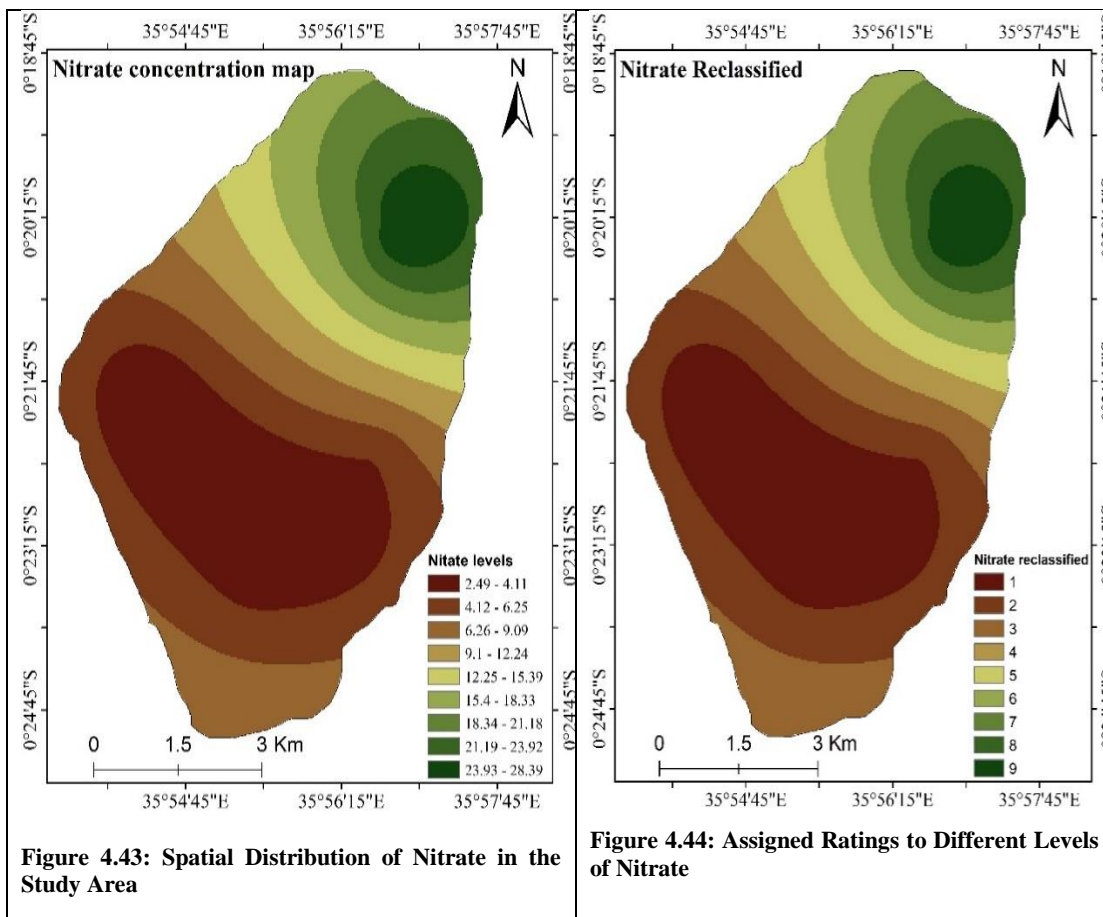 35°54'45"E 35°56'15"E 35°57'45"E
0°18'45"S
0°20'15"S
0°21'45"S
0°23'15"S
0°24'45"S
Nitrate concentration map
N
Nitate levels
2.49 - 4.11
4.12 - 6.25
6.26 - 9.09
9.1 - 12.24
12.25 - 15.39
15.4 - 18.33
18.34 - 21.18
21.19 - 23.92
23.93 - 28.39
0 1.5 3 Km
35°54'45"E 35°56'15"E 35°57'45"E
Figure 4.43: Spatial Distribution of Nitrate in the
Study Area
35°54'45"E 35°56'15"E 35°57'45"E
0°18'45"S
0°20'15"S
0°21'45"S
0°23'15"S
0°24'45"S
Nitrate Reclassified
N
Nitrate reclassified
1
2
3
4
5
6
7
8
9
0 1.5 3 Km
35°54'45"E 35°56'15"E 35°57'45"E
Figure 4.44: Assigned Ratings to Different Levels
of Nitrate